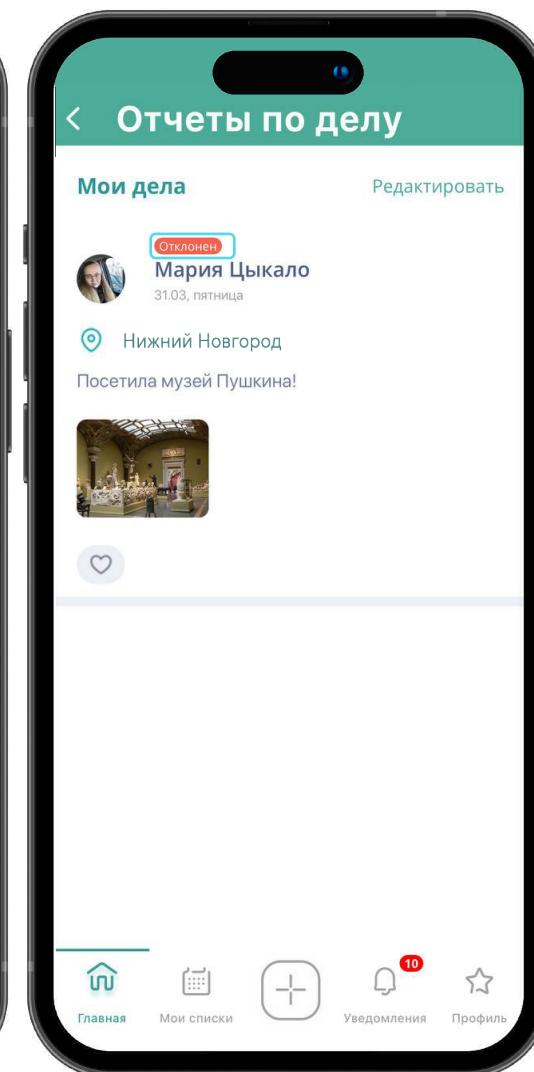 Отчеты по делу
Мои дела
Редактировать
Отклонен
Мария Цыкало
31.03, пятница
Нижний Новгород
Посетила музей Пушкина!
10
Главная
Мои списки
Уведомления
Профиль